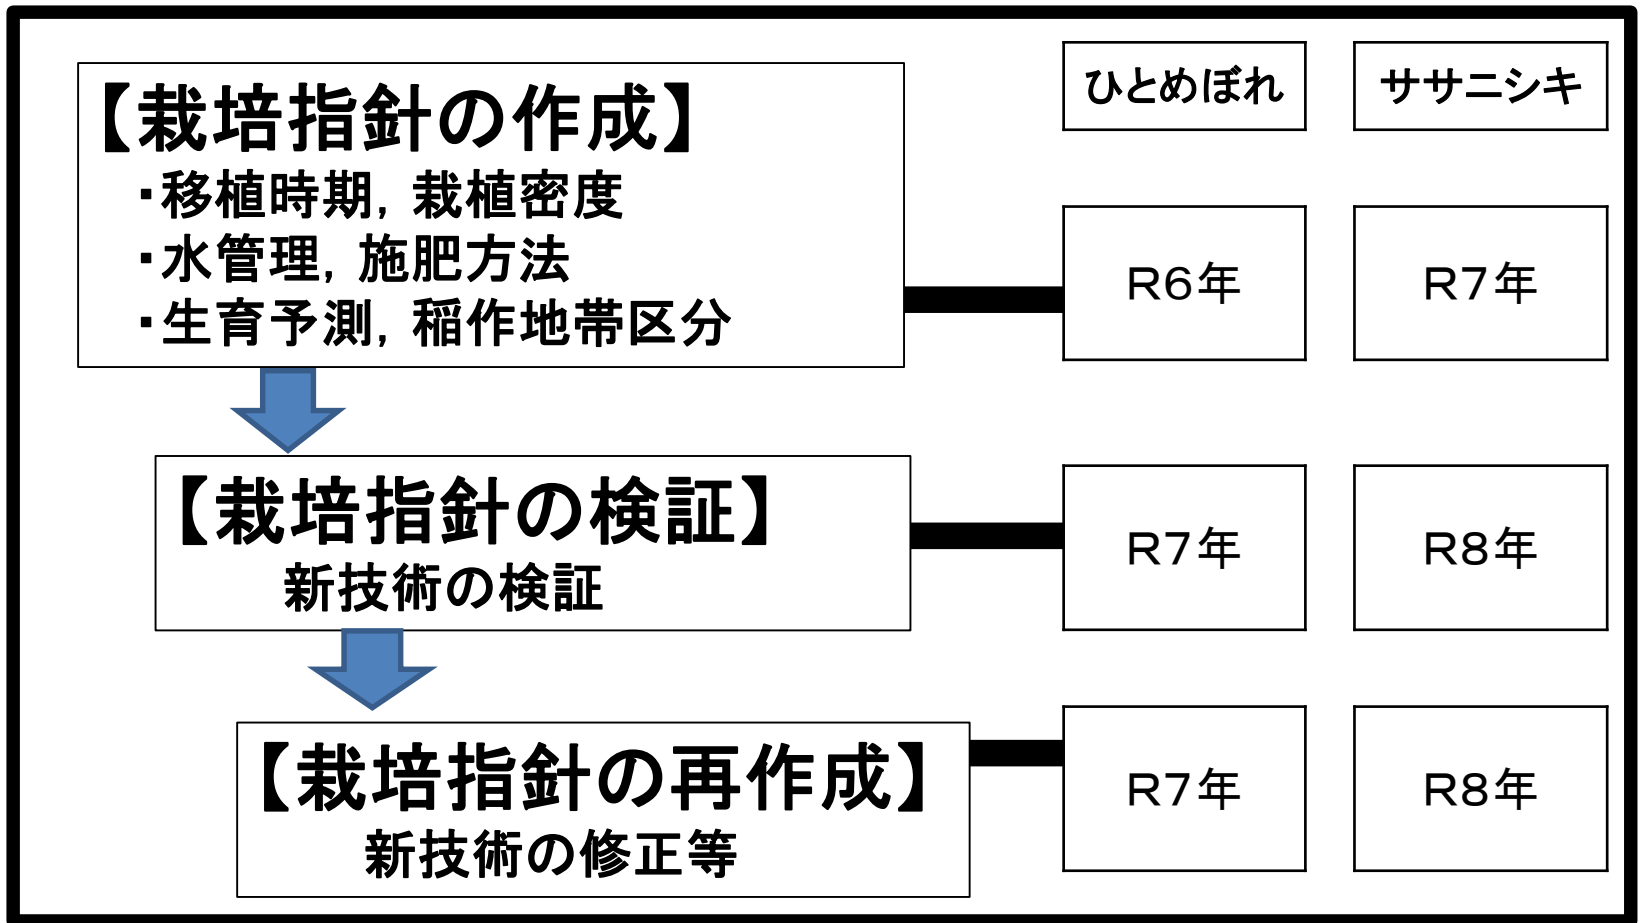 ひとめぼれ ササニシキ
【栽培指針の作成】
・移植時期，栽植密度
・水管理，施肥方法
・生育予測，稲作地帯区分
Ｒ６年 Ｒ７年
【栽培指針の検証】
新技術の検証
Ｒ７年 Ｒ８年
【栽培指針の再作成】
新技術の修正等
Ｒ７年 Ｒ８年